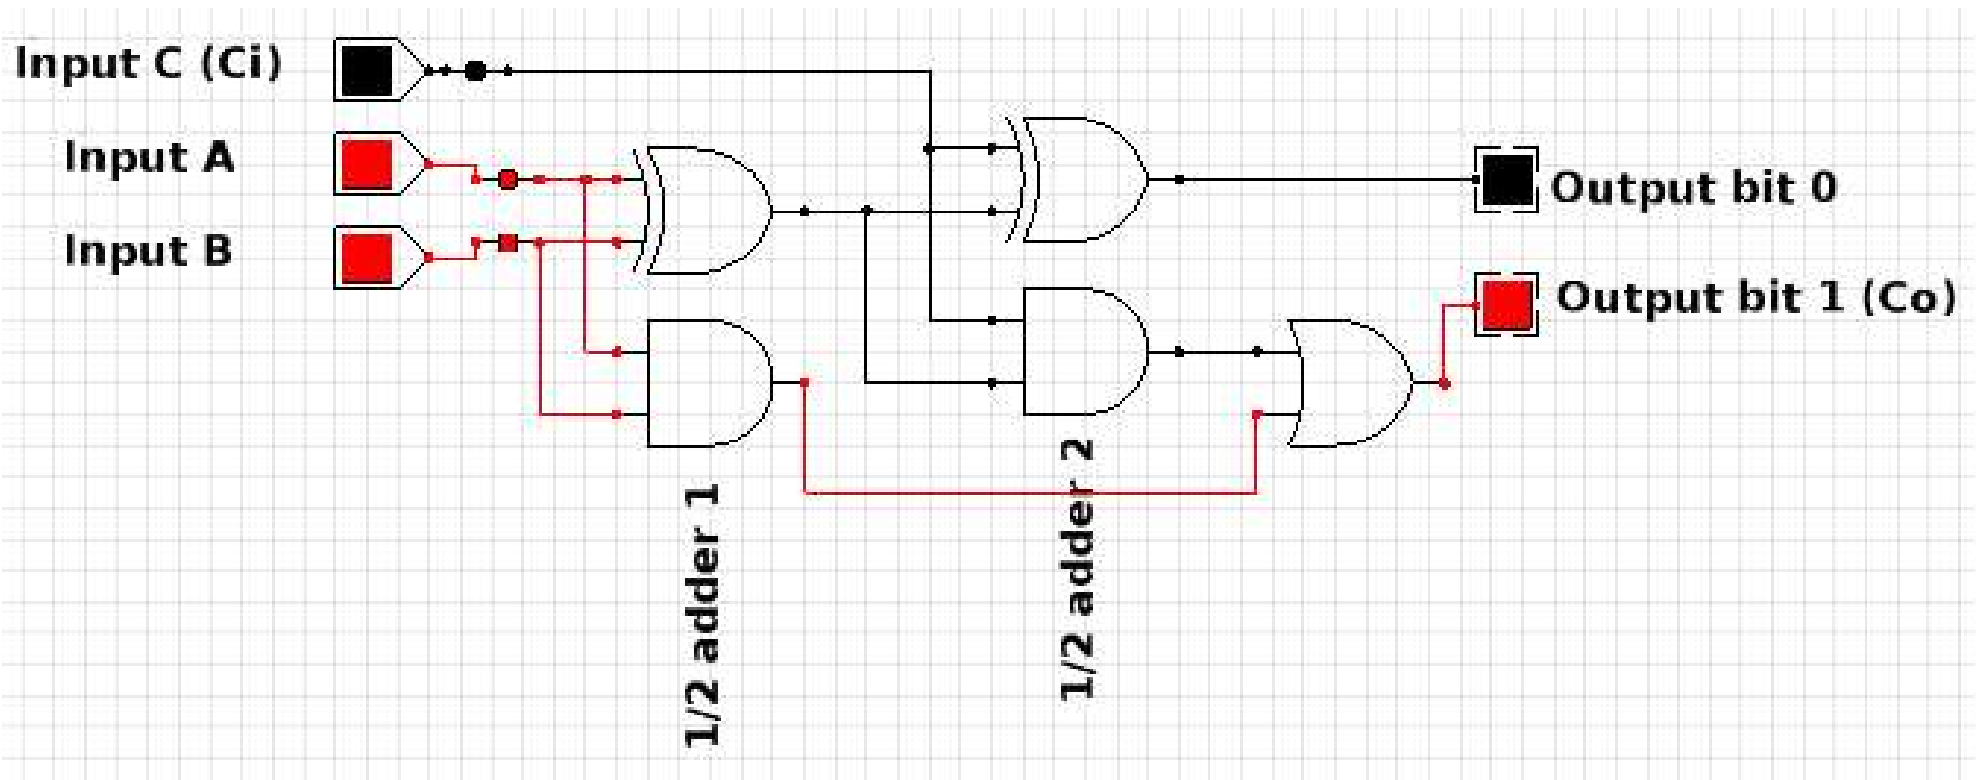 Input C (Ci)
Input A
Input B
Output bit 0
Output bit 1 (Co)
1/2 adder 1
1/2 adder 2